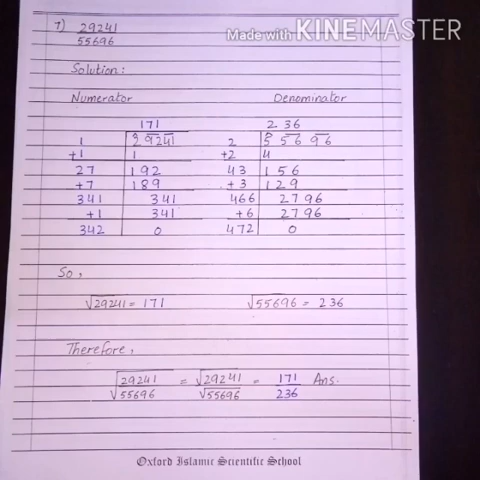 Made with KINEMASTER
7) 29241
55696
Solution:
Numerator Denominator
171 236
1 29241 2 55696
+1 1 +2 4
27 192 43 156
+7 189 +3 129
341 341 466 2796
+1 341 +6 2796
342 0 472 0
So,
√29241 = 171 √55696 = 236
Therefore,
√29241 = √29241 = 171 Ans.
√55696 √55696 236
Oxford Islamic Scientific School